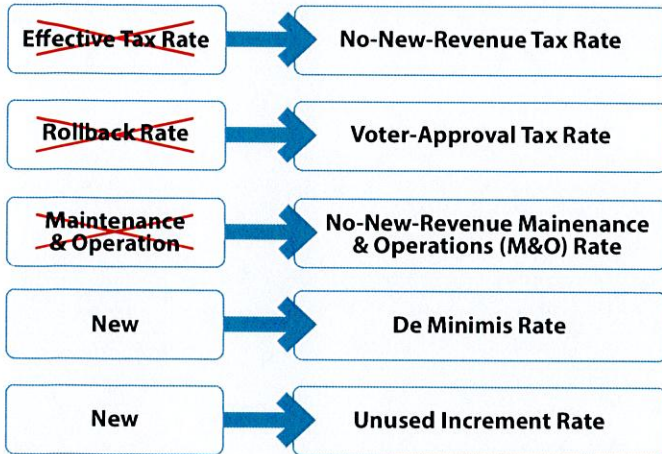 Effective Tax Rate
No-New-Revenue Tax Rate
Rollback Rate
Voter-Approval Tax Rate
Maintenance
& Operation
No-New-Revenue Mainenance
& Operations (M&O) Rate
New
De Minimis Rate
New
Unused Increment Rate